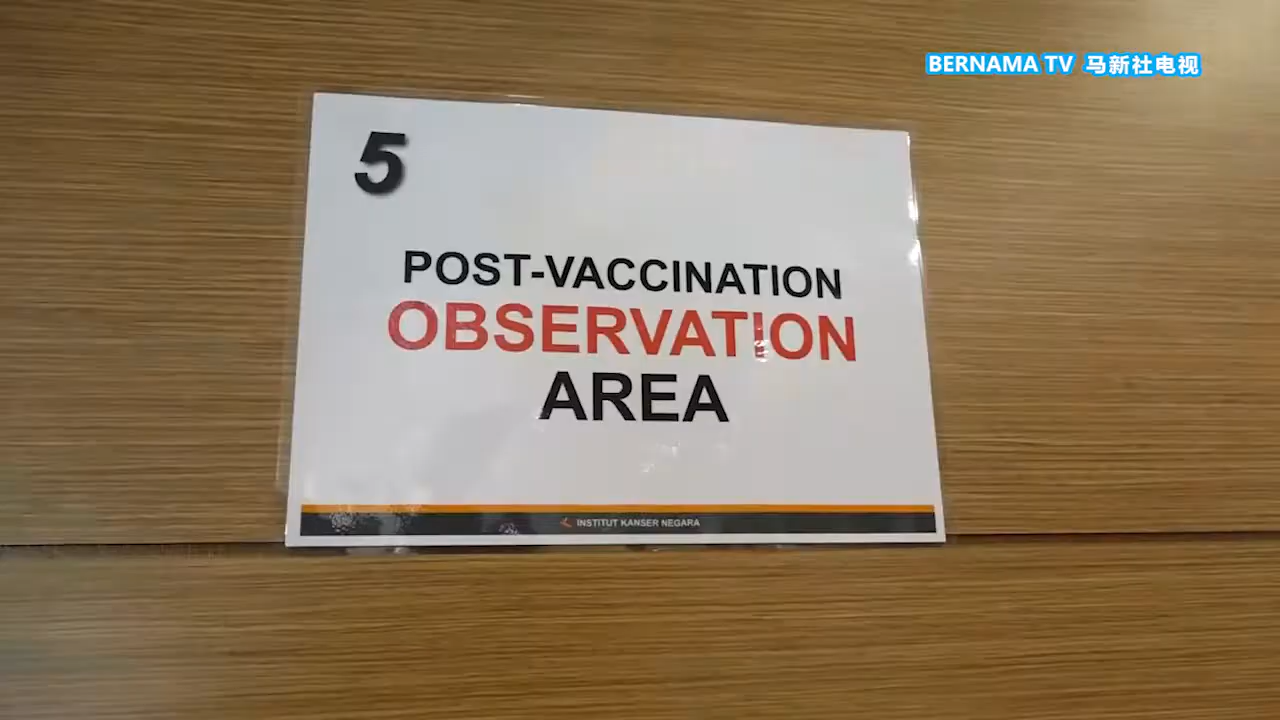 BERNAMA TV 马新社电视
5
POST-VACCINATION
OBSERVATION
AREA
INSTITUT KANSER NEGARA